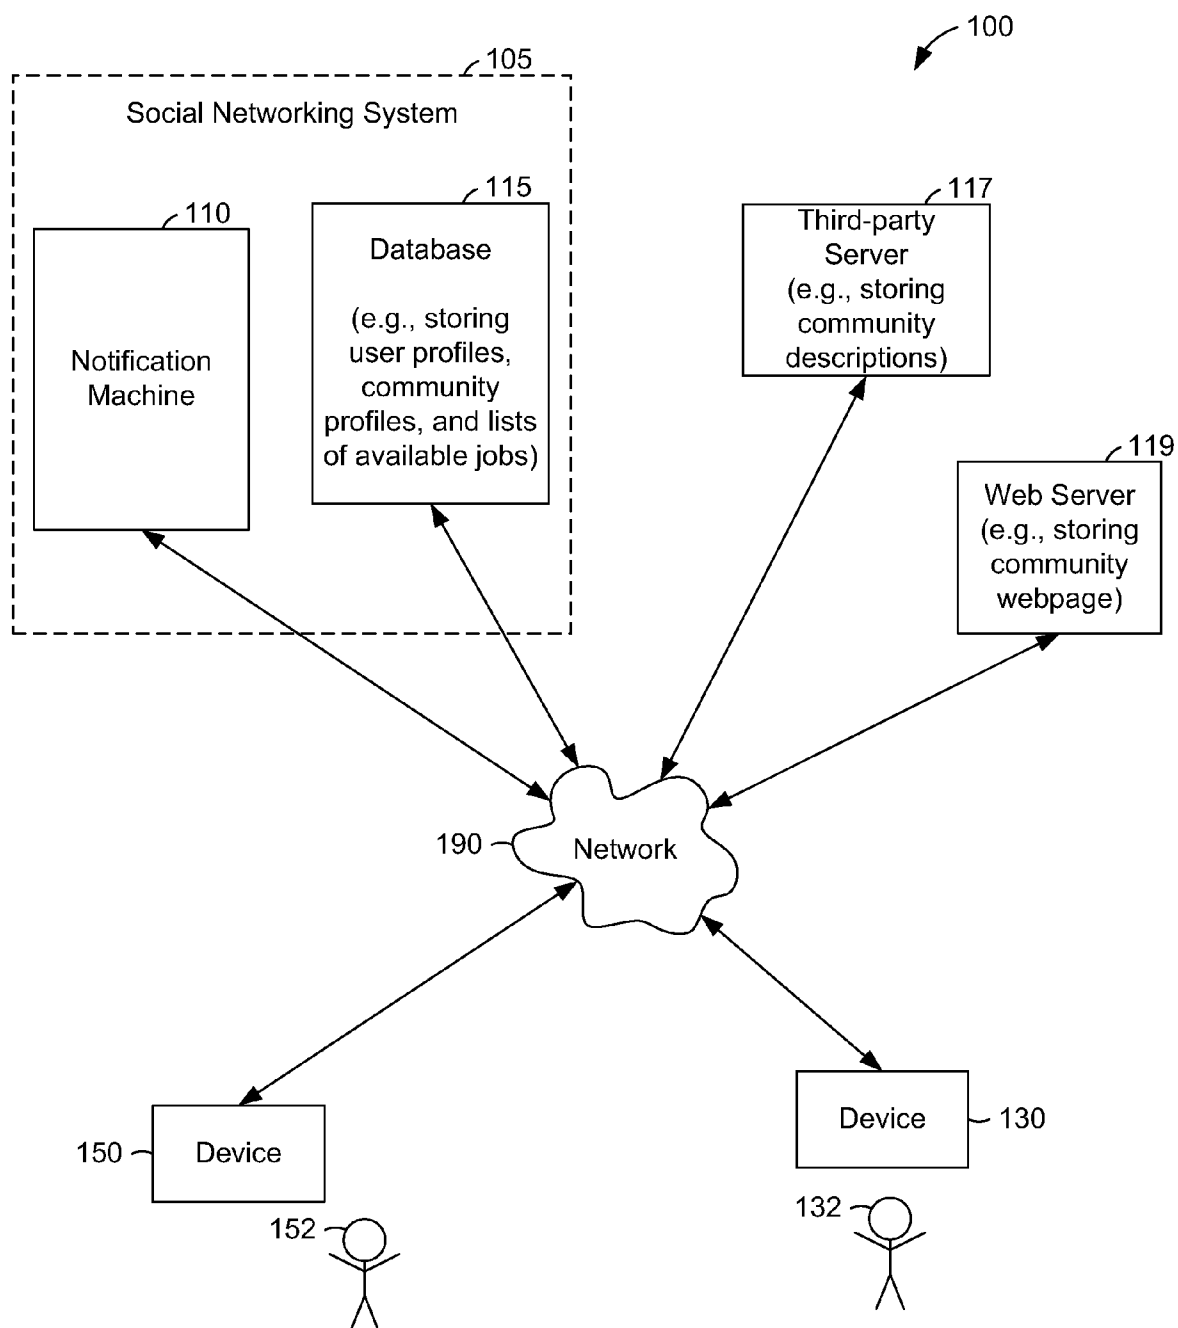 100
105
Social Networking System
110
Notification
Machine
115
Database
(e.g., storing
user profiles,
community
profiles, and lists
of available jobs)
117
Third-party
Server
(e.g., storing
community
descriptions)
119
Web Server
(e.g., storing
community
webpage)
190
Network
150
Device
152
Device
130
132